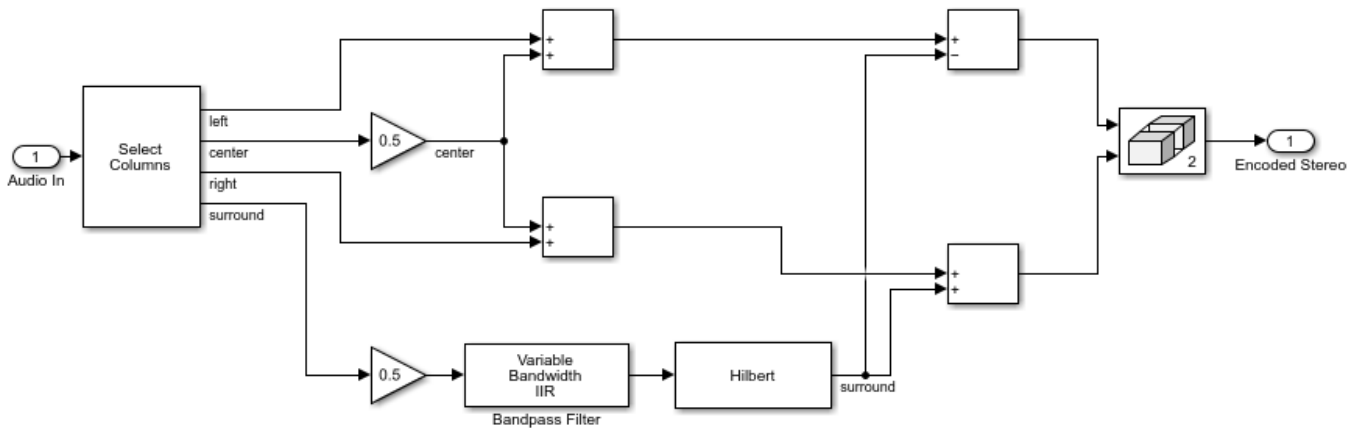 +
+
+
−
left
0.5
Select
Columns
center
center
1
Audio In
right
surround
+
+
2
1
Encoded Stereo
+
+
0.5
Variable
Bandwidth
IIR
Hilbert
surround
Bandpass Filter